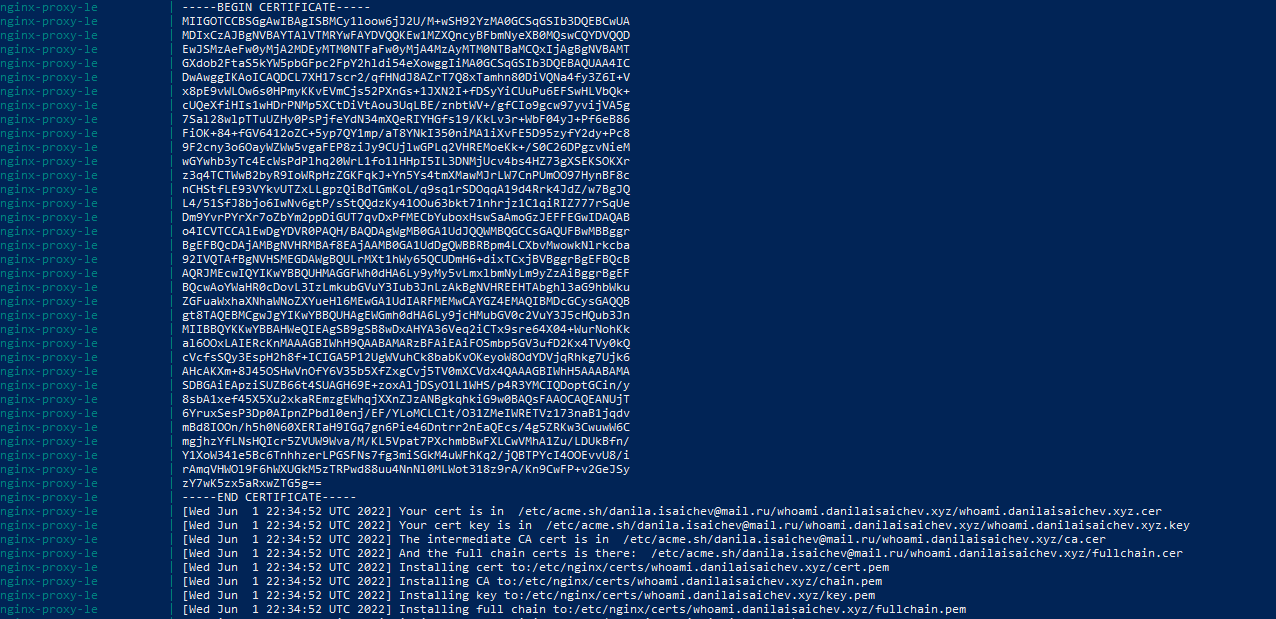 nginx-proxy-le | -----BEGIN CERTIFICATE-----
nginx-proxy-le | MIIGOTCCBSGgAwIBAgISBMCy1loow6jJ2U/M+wSH92YzMA0GCSqGSIb3DQEBCwUA
nginx-proxy-le | MDIxCzAJBgNVBAYTAlVTMRYwFAYDVQQKEw1MZXQncyBFbmNyeXB0MQswCQYDVQQD
nginx-proxy-le | EwJSMzAeFw0yMjA2MDEyMTM0NTFaFw0yMjA4MzAyMTM0NTBaMCQxIjAgBgNVBAMT
nginx-proxy-le | GXdob2FtaS5kYW5pbGFpc2FpY2hldi54eXowggIiMA0GCSqGSIb3DQEBAQUAA4IC
nginx-proxy-le | DwAwggIKAoICAQDCL7XH17scr2/qfHNdJ8AZrT7Q8xTamhn80DiVQNa4fy3Z6I+V
nginx-proxy-le | x8pE9vWLOw6s0HPmyKKvEVmCjs52PXnGs+1JXN2I+fDSyYiCUuPu6EFSwHLVbQk+
nginx-proxy-le | cUQeXfiHIs1wHDrPNMp5XCtDiVtAou3UqLBE/znbtWV+/gfCIo9gcw97yvijVA5g
nginx-proxy-le | 7Sal28wlpTTuUZHy0PsPjfeYdN34mXQeRIYHGfs19/KkLv3r+WbF04yJ+Pf6eB86
nginx-proxy-le | FiOK+84+fGV6412oZC+5yp7QY1mp/aT8YNkI350niMA1iXvFE5D95zyfY2dy+Pc8
nginx-proxy-le | 9F2cny3o6OayWZWw5vgaFEP8ziJy9CUjlwGPLq2VHREMoeKk+/S0C26DPgzvNieM
nginx-proxy-le | wGYwhb3yTc4EcWsPdPlhq20WrL1fo1lHHpI5IL3DNMjUcv4bs4HZ73gXSEKSOKXr
nginx-proxy-le | z3q4TCTWwB2byR9IoWRpHzZGKFqkJ+Yn5Ys4tmXMawMJrLW7CnPUmOO97HynBF8c
nginx-proxy-le | nCHStfLE93VYkvUTZxLLgpzQiBdTGmKoL/q9sq1rSDOqqA19d4Rrk4JdZ/w7BgJQ
nginx-proxy-le | L4/51SfJ8bjo6IwNv6gtP/sStQQdzKy41OOu63bkt71nhrjz1C1qiRIZ777rSqUe
nginx-proxy-le | Dm9YvrPYrXr7oZbYm2ppDiGUT7qvDxPfMECbYuboxHswSaAmoGzJEFFEGwIDAQAB
nginx-proxy-le | o4ICVTCCAlEwDgYDVR0PAQH/BAQDAgWgMB0GA1UdJQQWMBQGCCsGAQUFBwMBBggr
nginx-proxy-le | BgEFBQcDAjAMBgNVHRMBAf8EAjAAMB0GA1UdDgQWBBRBpm4LCXbvMwowkNlrkcba
nginx-proxy-le | 92IVQTAfBgNVHSMEGDAWgBQULrMXt1hWy65QCUDmH6+dixTCxjBVBggrBgEFBQcB
nginx-proxy-le | AQRJMEcwIQYIKwYBBQUHMAGGFWh0dHA6Ly9yMy5vLmxlbmNyLm9yZzAiBggrBgEF
nginx-proxy-le | BQcwAoYWaHR0cDovL3IzLmkubGVuY3Iub3JnLzAkBgNVHREEHTAbghl3aG9hbWku
nginx-proxy-le | ZGFuaWxhaXNhaWNoZXYueHl6MEwGA1UdIARFMEMwCAYGZ4EMAQIBMDcGCysGAQQB
nginx-proxy-le | gt8TAQEBMCgwJgYIKwYBBQUHAgEWGmh0dHA6Ly9jcHMubGV0c2VuY3J5cHQub3Jn
nginx-proxy-le | MIIBBQYKKwYBBAHWeQIEAgSB9gSB8wDxAHYA36Veq2iCTx9sre64X04+WurNohKk
nginx-proxy-le | al6OOxLAIERcKnMAAAGBIWhH9QAABAMARzBFAiEAiFOSmbp5GV3ufD2Kx4TVy0kQ
nginx-proxy-le | cVcfsSQy3EspH2h8f+ICIGA5P12UgWVuhCk8babKvOKeyoW8OdYDVjqRhkg7Ujk6
nginx-proxy-le | AHcAKXm+8J45OSHwVnOfY6V35b5XfZxgCvj5TV0mXCVdx4QAAAGBIWhH5AAABAMA
nginx-proxy-le | SDBGAiEApziSUZB66t4SUAGH69E+zoxAljDSyO1L1WHS/p4R3YMCIQDoptGCin/y
nginx-proxy-le | 8sbA1xef45X5Xu2xkaREmzgEWhqjXXnZJzANBgkqhkiG9w0BAQsFAAOCAQEANUjT
nginx-proxy-le | 6YruxSesP3Dp0AIpnZPbdl0enj/EF/YLoMCLClt/O31ZMeIWRETVz173naB1jqdv
nginx-proxy-le | mBd8IOOn/h5h0N60XERIaH9IGq7gn6Pie46Dntrr2nEaQEcs/4g5ZRKw3CwuwW6C
nginx-proxy-le | mgjhzYfLNsHQIcr5ZVUW9Wva/M/KL5Vpat7PXchmbBwFXLCwVMhA1Zu/LDUkBfn/
nginx-proxy-le | Y1XoW341e5Bc6TnhhzerLPGSFNs7fg3miSGkM4uWFhKq2/jQBTPYcI4OOEvvU8/i
nginx-proxy-le | rAmqVHWOl9F6hWXUGkM5zTRPwd88uu4NnNl0MLWot318z9rA/Kn9CwFP+v2GeJSy
nginx-proxy-le | zY7wK5zx5aRxwZTG5g==
nginx-proxy-le | -----END CERTIFICATE-----
nginx-proxy-le | [Wed Jun  1 22:34:52 UTC 2022] Your cert is in  /etc/acme.sh/danila.isaichev@mail.ru/whoami.danilaisaichev.xyz/whoami.danilaisaichev.xyz.cer
nginx-proxy-le | [Wed Jun  1 22:34:52 UTC 2022] Your cert key is in  /etc/acme.sh/danila.isaichev@mail.ru/whoami.danilaisaichev.xyz/whoami.danilaisaichev.xyz.key
nginx-proxy-le | [Wed Jun  1 22:34:52 UTC 2022] The intermediate CA cert is in  /etc/acme.sh/danila.isaichev@mail.ru/whoami.danilaisaichev.xyz/ca.cer
nginx-proxy-le | [Wed Jun  1 22:34:52 UTC 2022] And the full chain certs is there:  /etc/acme.sh/danila.isaichev@mail.ru/whoami.danilaisaichev.xyz/fullchain.cer
nginx-proxy-le | [Wed Jun  1 22:34:52 UTC 2022] Installing cert to:/etc/nginx/certs/whoami.danilaisaichev.xyz/cert.pem
nginx-proxy-le | [Wed Jun  1 22:34:52 UTC 2022] Installing CA to:/etc/nginx/certs/whoami.danilaisaichev.xyz/chain.pem
nginx-proxy-le | [Wed Jun  1 22:34:52 UTC 2022] Installing key to:/etc/nginx/certs/whoami.danilaisaichev.xyz/key.pem
nginx-proxy-le | [Wed Jun  1 22:34:52 UTC 2022] Installing full chain to:/etc/nginx/certs/whoami.danilaisaichev.xyz/fullchain.pem